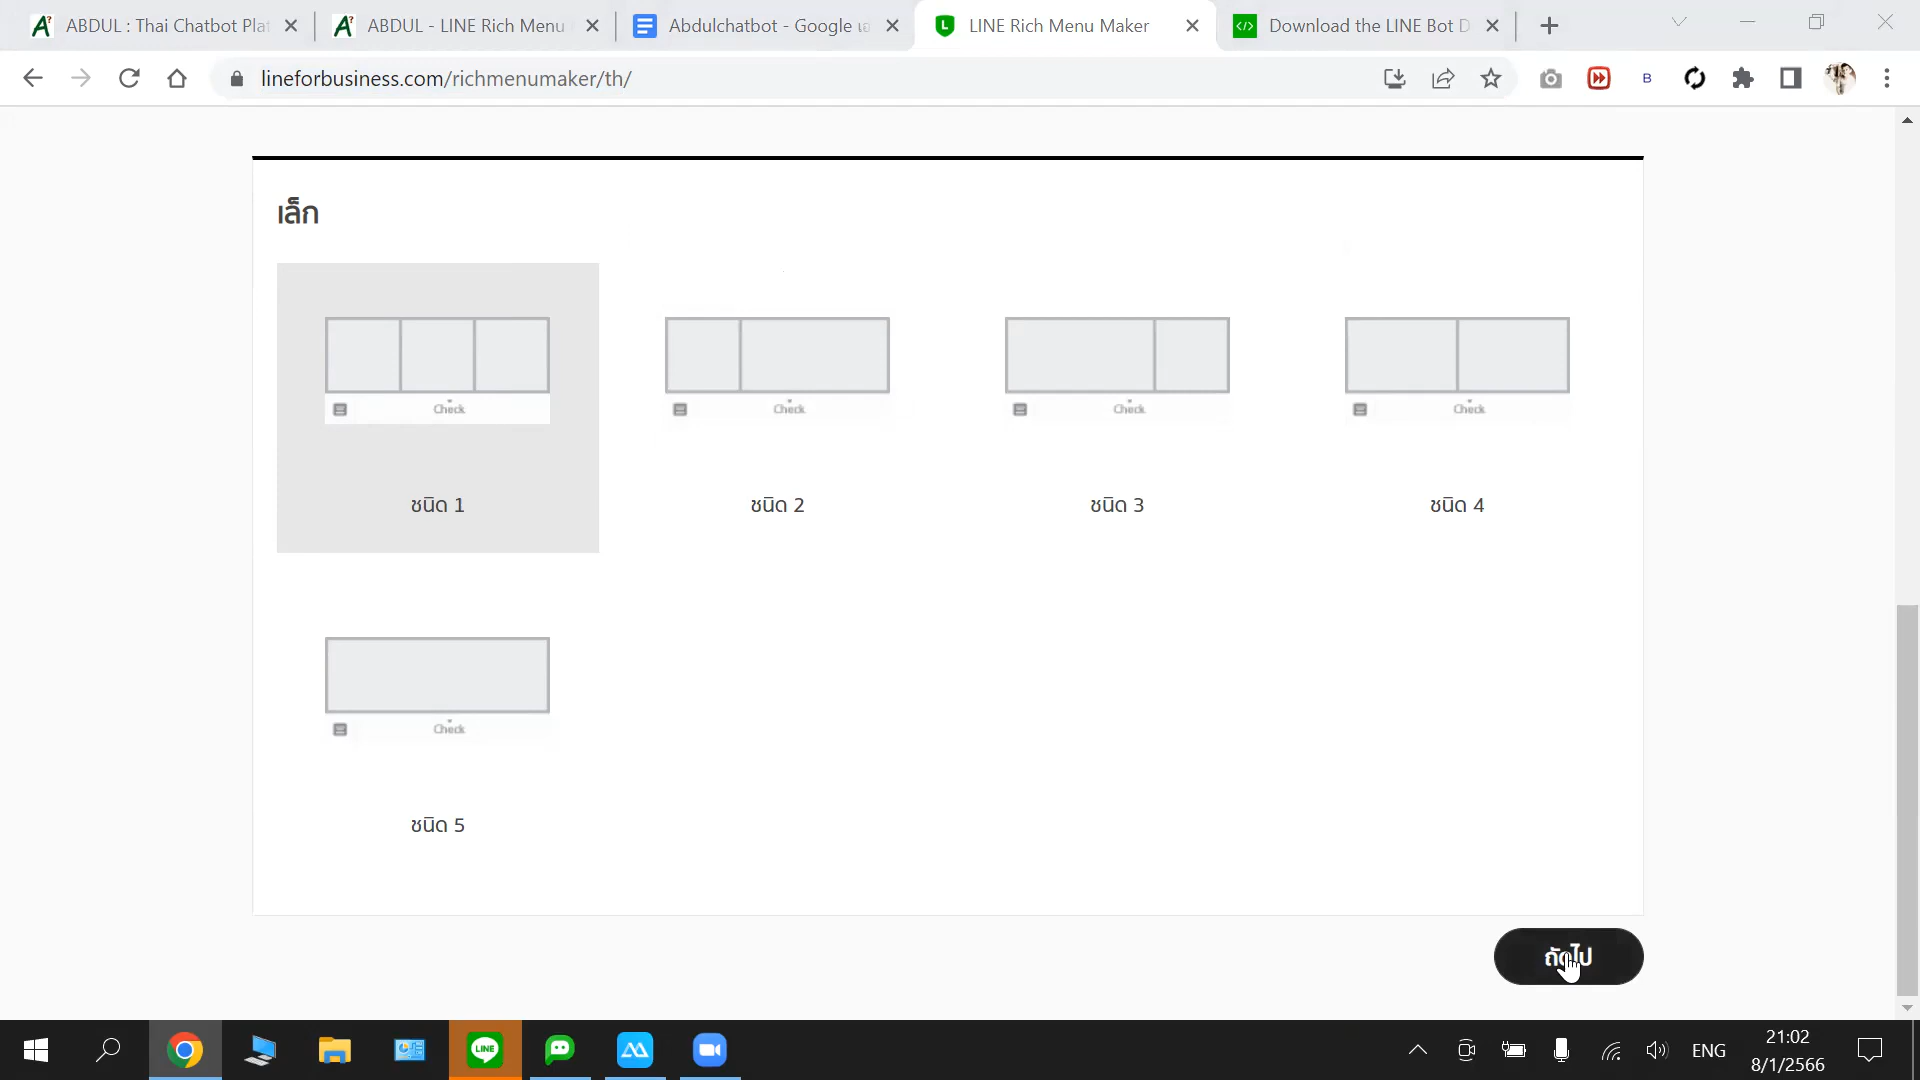 ABDUL : Thai Chatbot Plat
ABDUL - LINE Rich Menu
Abdulchatbot - Google เอ
LINE Rich Menu Maker
Download the LINE Bot D
lineforbusiness.com/richmenumaker/th/
B
เล็ก
Check
Check
Check
Check
ชนิด 1
ชนิด 2
ชนิด 3
ชนิด 4
Check
ชนิด 5
ถัดไป
LINE
ENG
21:02
8/1/2566